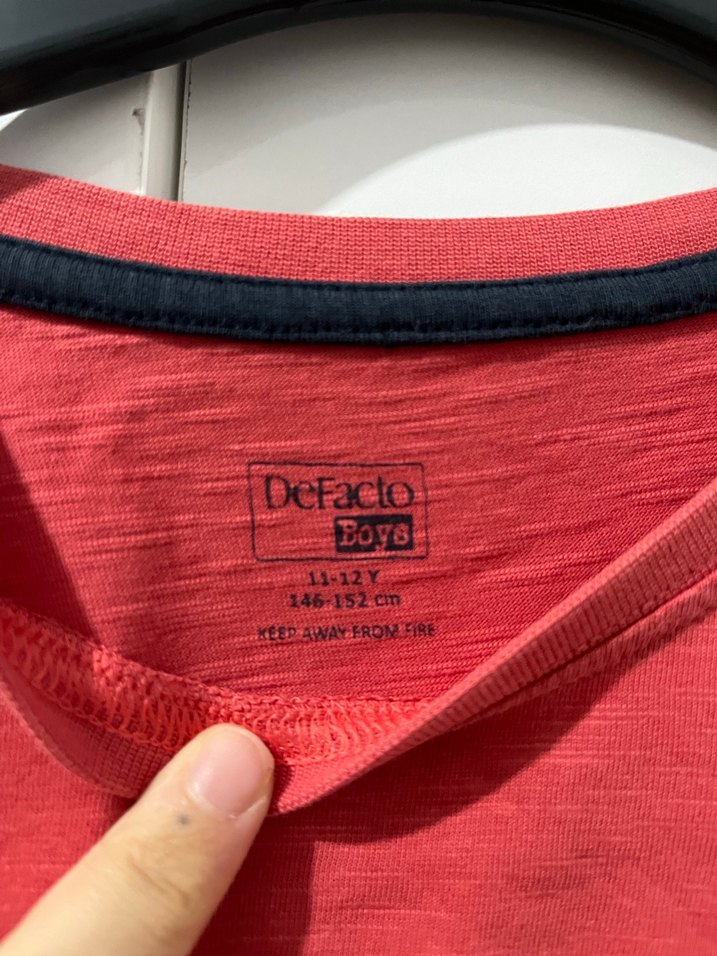 DeFacto
Boys
11-12 Y
146-152 cm
KEEP AWAY FROM FIRE